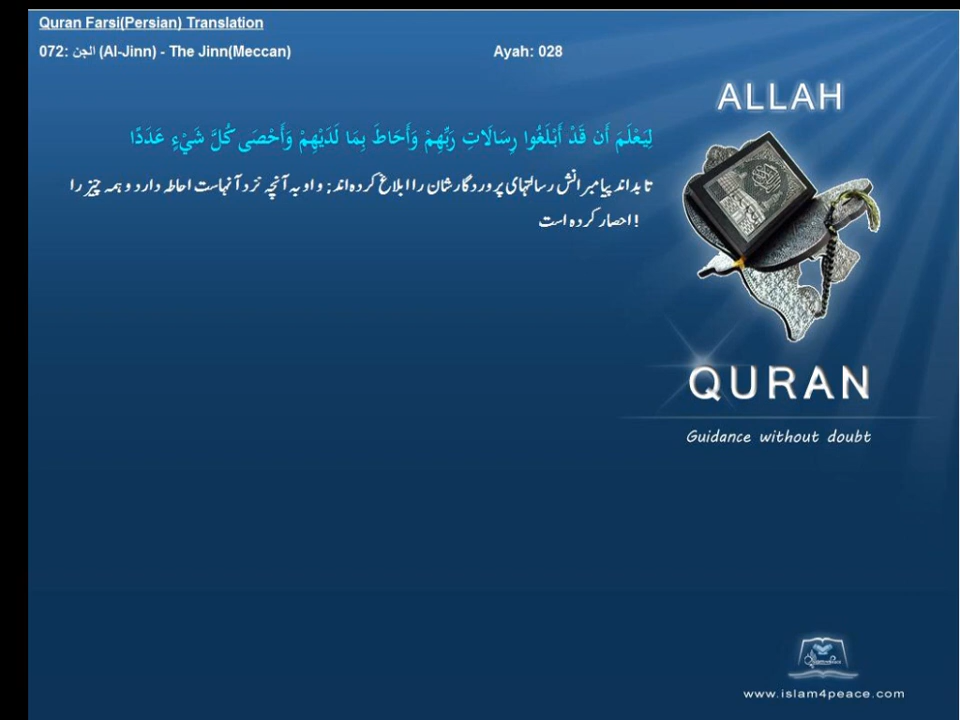 Quran Farsi(Persian) Translation
072: الجن (Al-Jinn) - The Jinn(Meccan)
Ayah: 028
لِيَعْلَمَ أَن قَدْ أَبْلَغُوا رِسَالَاتِ رَبِّهِمْ وَأَحَاطَ بِمَا لَدَيْهِمْ وَأَحْصَى كُلَّ شَيْءٍ عَدَدًا
تا بداند پیامبرانش رسالتهای پروردگارشان را ابلاغ کرده‌اند; و او به آنچه نزد آنهاست احاطه دارد و همه چیز را
احصار کرده است!
ALLAH
QURAN
Guidance without doubt
www.islam4peace.com